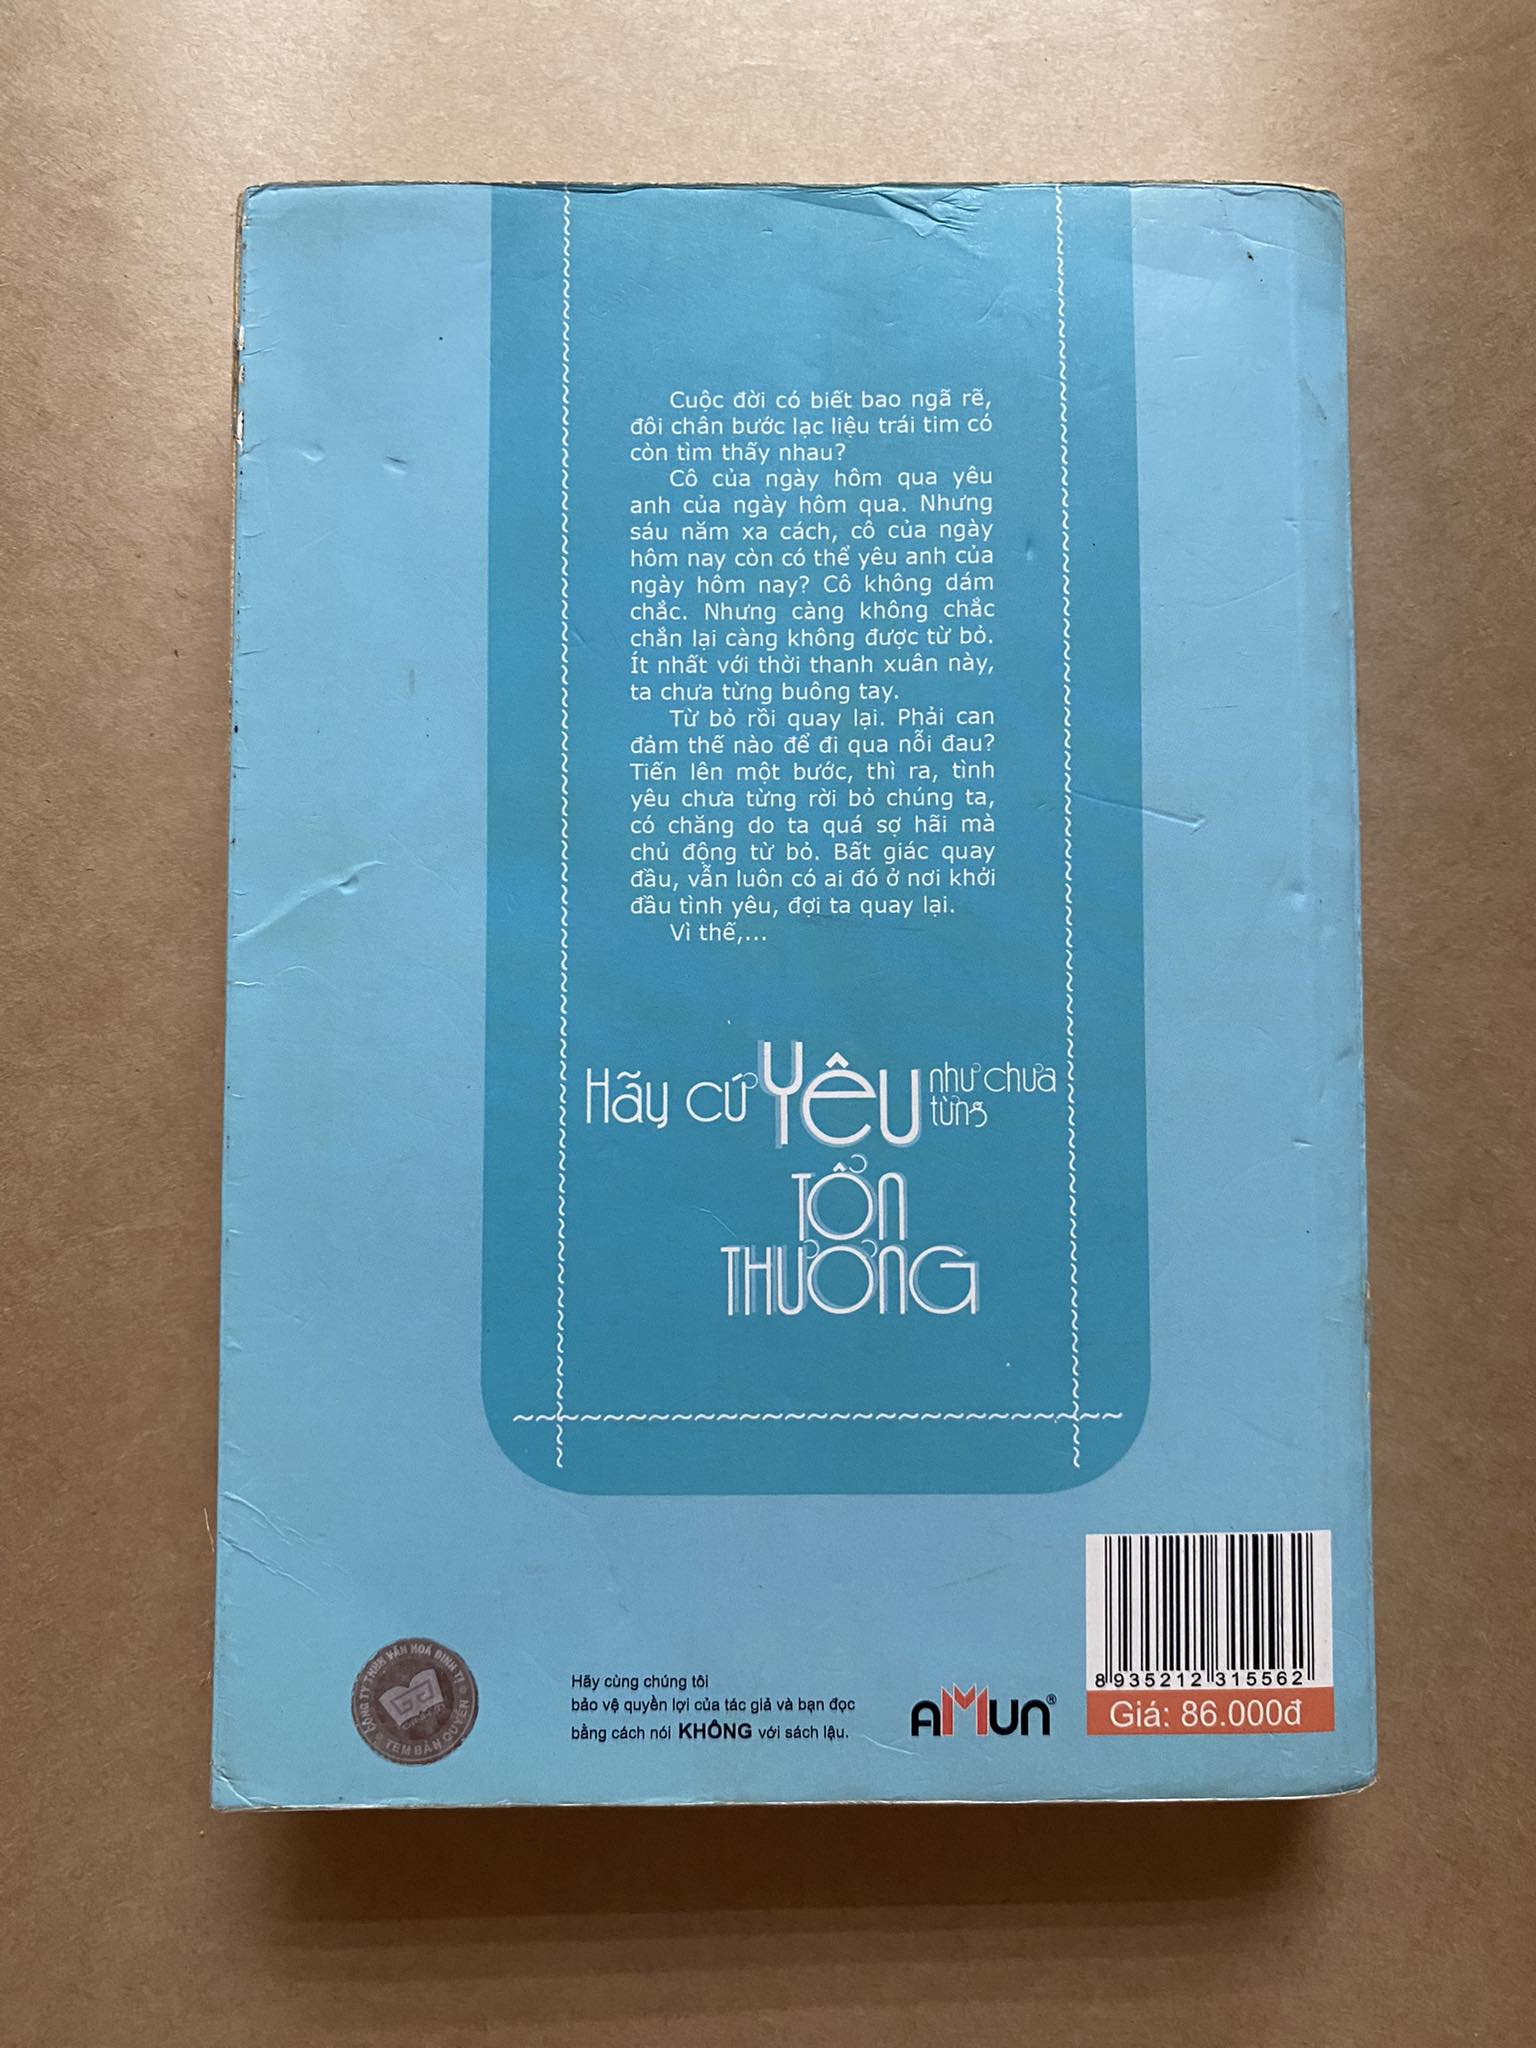 Cuộc đời có biết bao ngã rẽ,
đôi chân bước lạc liệu trái tim có
còn tìm thấy nhau?
Cô của ngày hôm qua yêu
anh của ngày hôm qua. Nhưng
sáu năm xa cách, cô của ngày
hôm nay còn có thể yêu anh của
ngày hôm nay? Cô không dám
chắc. Nhưng càng không chắc
chắn lại càng không được từ bỏ.
Ít nhất với thời thanh xuân này,
ta chưa từng buông tay.
Từ bỏ rồi quay lại. Phải can
đảm thế nào để đi qua nỗi đau?
Tiến lên một bước, thì ra, tình
yêu chưa từng rời bỏ chúng ta,
có chăng do ta quá sợ hãi mà
chủ động từ bỏ. Bất giác quay
đầu, vẫn luôn có ai đó ở nơi khởi
đầu tình yêu, đợi ta quay lại.
Vì thế,...
Hãy cứ Yêu như chưa
từng
TỔN
THƯƠNG
CÔNG TY TNHH VĂN HOÁ ĐINH TỊ
TEM BẢN QUYỀN
Hãy cùng chúng tôi
bảo vệ quyền lợi của tác giả và bạn đọc
bằng cách nói KHÔNG với sách lậu.
AMUN®
8 935212 315562
Giá: 86.000đ